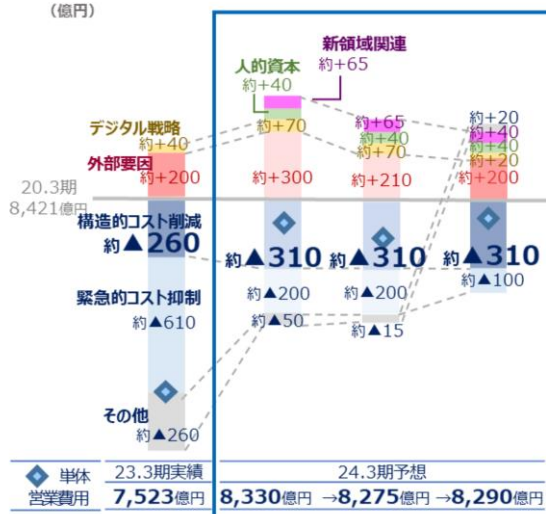 (億円)
新領域関連
人的資本
約+65
約+40
デジタル戦略
約+40
約+70
約+65
約+20
約+40
約+40
約+40
外部要因
約+70
約+20
約+200
約+300
約+210
約+200
20.3期
8,421億円
構造的コスト削減
約▲260
約▲310
約▲310
約▲310
緊急的コスト抑制
約▲200
約▲200
約▲100
約▲610
約▲50
約▲15
その他
約▲260
単体
23.3期実績
24.3期予想
営業費用
7,523億円
8,330億円 →8,275億円 →8,290億円